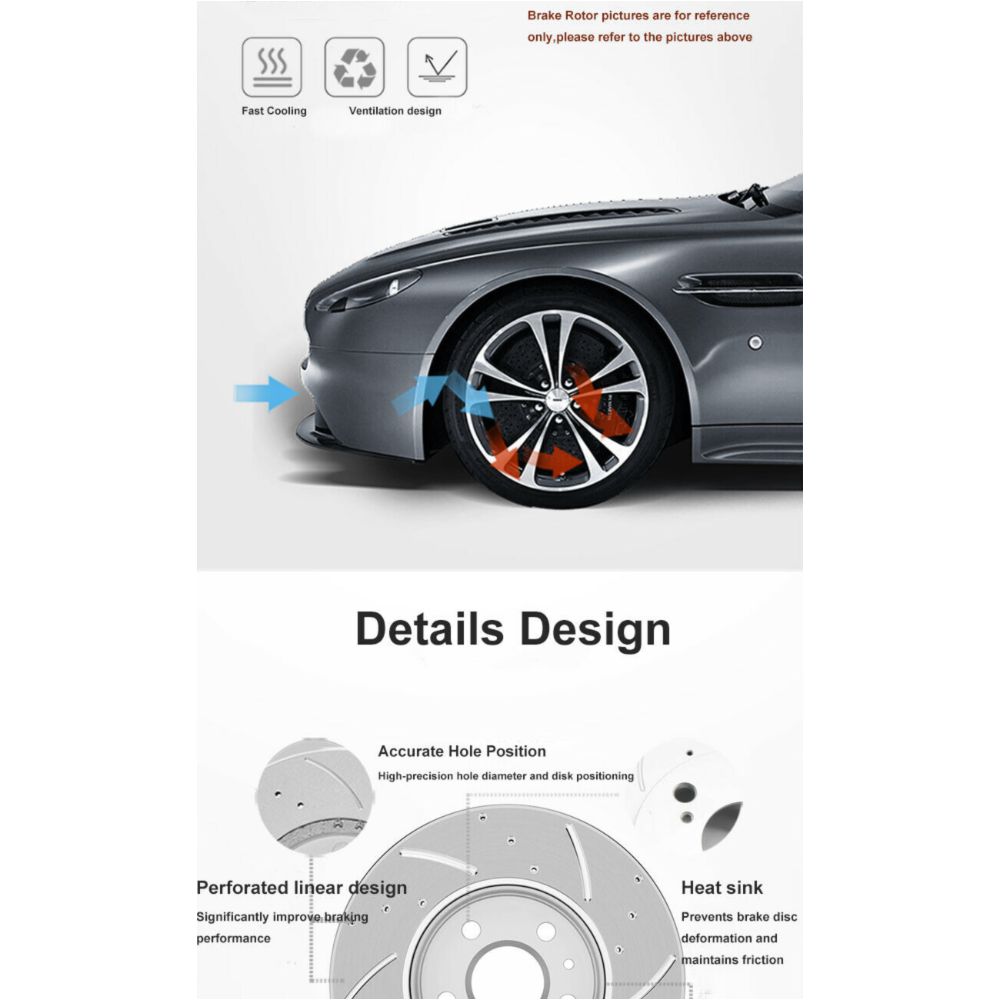 Brake Rotor pictures are for reference
only,please refer to the pictures above
Fast Cooling
Ventilation design
Details Design
Accurate Hole Position
High-precision hole diameter and disk positioning
Perforated linear design
Significantly improve braking
performance
Heat sink
Prevents brake disc
deformation and
maintains friction